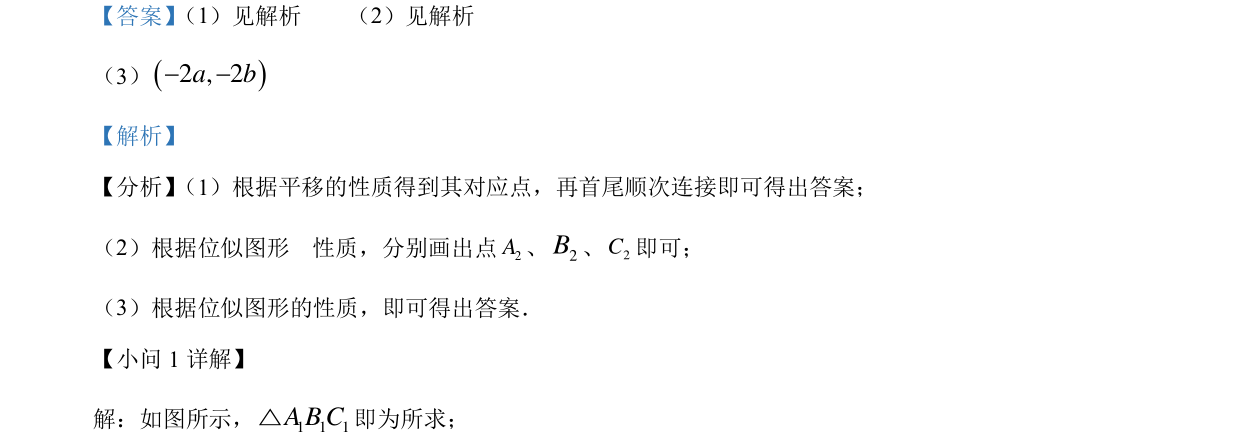 【答案】（1）见解析　　（2）见解析
（3）(−2a,−2b)
【解析】
【分析】（1）根据平移的性质得到其对应点，再首尾顺次连接即可得出答案；
（2）根据位似图形　性质，分别画出点 A₂、B₂、C₂ 即可；
（3）根据位似图形的性质，即可得出答案．
【小问 1 详解】
解：如图所示，△A₁B₁C₁ 即为所求；